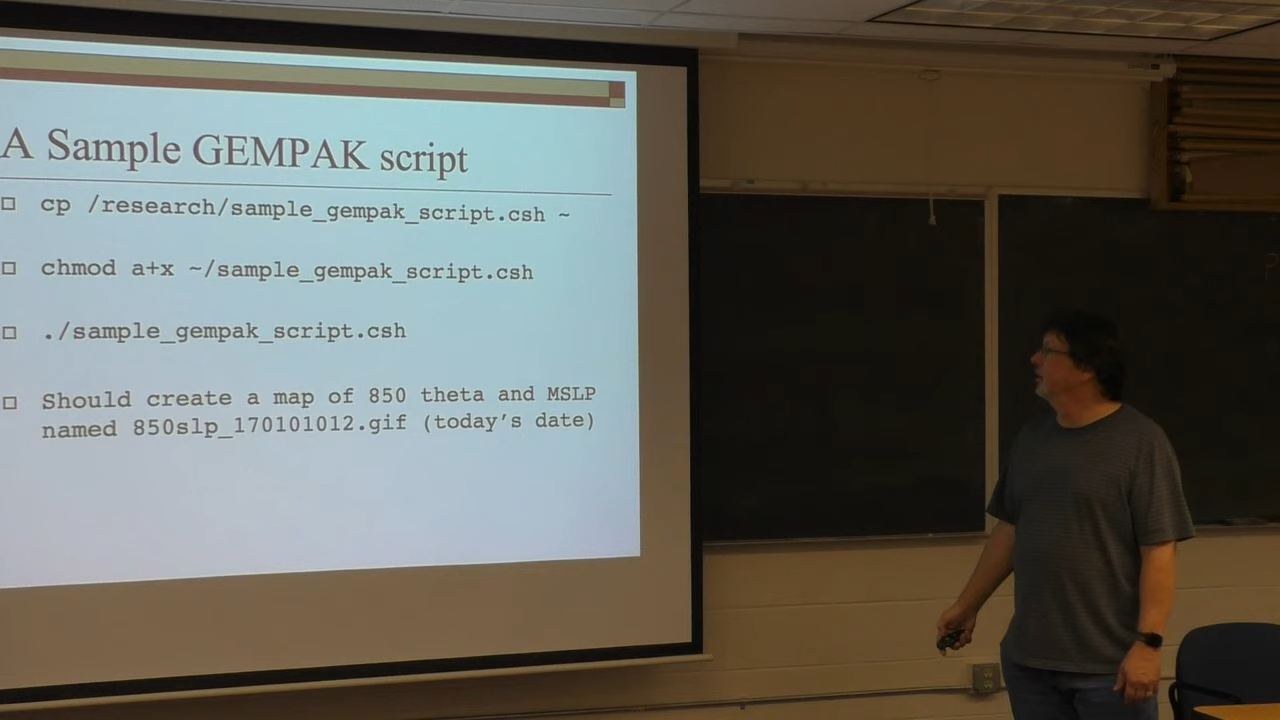 A Sample GEMPAK script
cp /research/sample_gempak_script.csh ~
chmod a+x ~/sample_gempak_script.csh
./sample_gempak_script.csh
Should create a map of 850 theta and MSLP
named 850slp_170101012.gif (today's date)